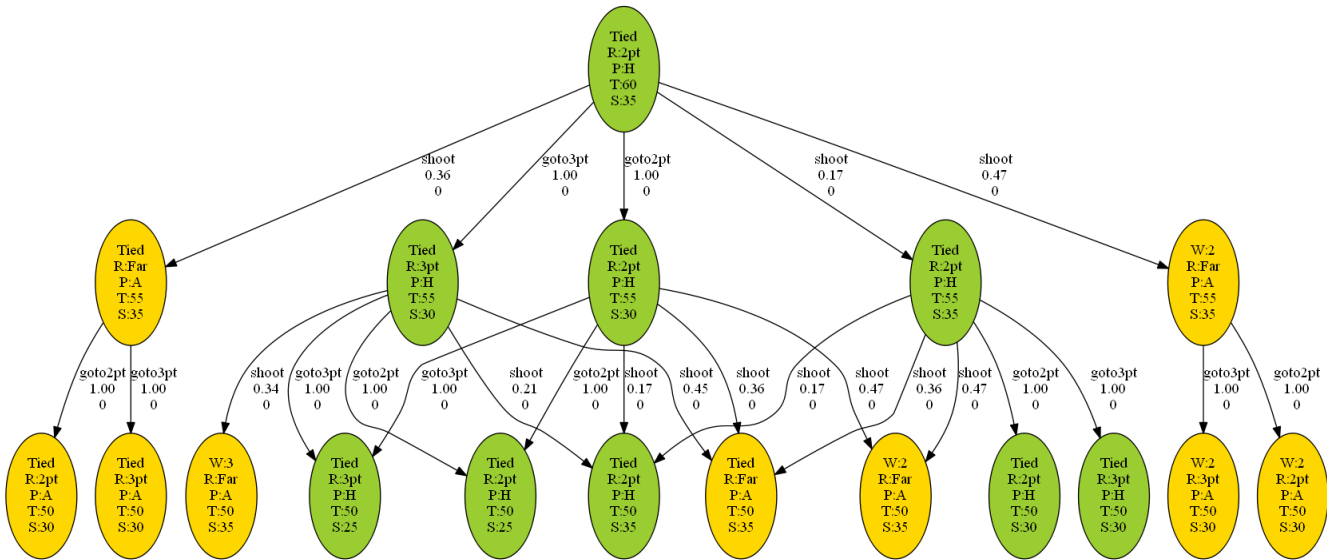 Tied
R:2pt
P:H
T:60
S:35
shoot
0.36
0
goto3pt
1.00
0
goto2pt
1.00
0
shoot
0.17
0
shoot
0.47
0
Tied
R:Far
P:A
T:55
S:35
Tied
R:3pt
P:H
T:55
S:30
Tied
R:2pt
P:H
T:55
S:30
Tied
R:2pt
P:H
T:55
S:35
W:2
R:Far
P:A
T:55
S:35
goto2pt
1.00
0
goto3pt
1.00
0
shoot
0.34
0
goto3pt
1.00
0
goto2pt
1.00
0
goto3pt
1.00
0
shoot
0.21
0
goto2pt
1.00
0
shoot
0.17
0
shoot
0.45
0
shoot
0.36
0
shoot
0.17
0
shoot
0.47
0
shoot
0.36
0
shoot
0.47
0
goto2pt
1.00
0
goto3pt
1.00
0
goto3pt
1.00
0
goto2pt
1.00
0
Tied
R:2pt
P:A
T:50
S:30
Tied
R:3pt
P:A
T:50
S:30
W:3
R:Far
P:A
T:50
S:35
Tied
R:3pt
P:H
T:50
S:25
Tied
R:2pt
P:H
T:50
S:25
Tied
R:2pt
P:H
T:50
S:35
Tied
R:Far
P:A
T:50
S:35
W:2
R:Far
P:A
T:50
S:35
Tied
R:2pt
P:H
T:50
S:30
Tied
R:3pt
P:H
T:50
S:30
W:2
R:3pt
P:A
T:50
S:30
W:2
R:2pt
P:A
T:50
S:30